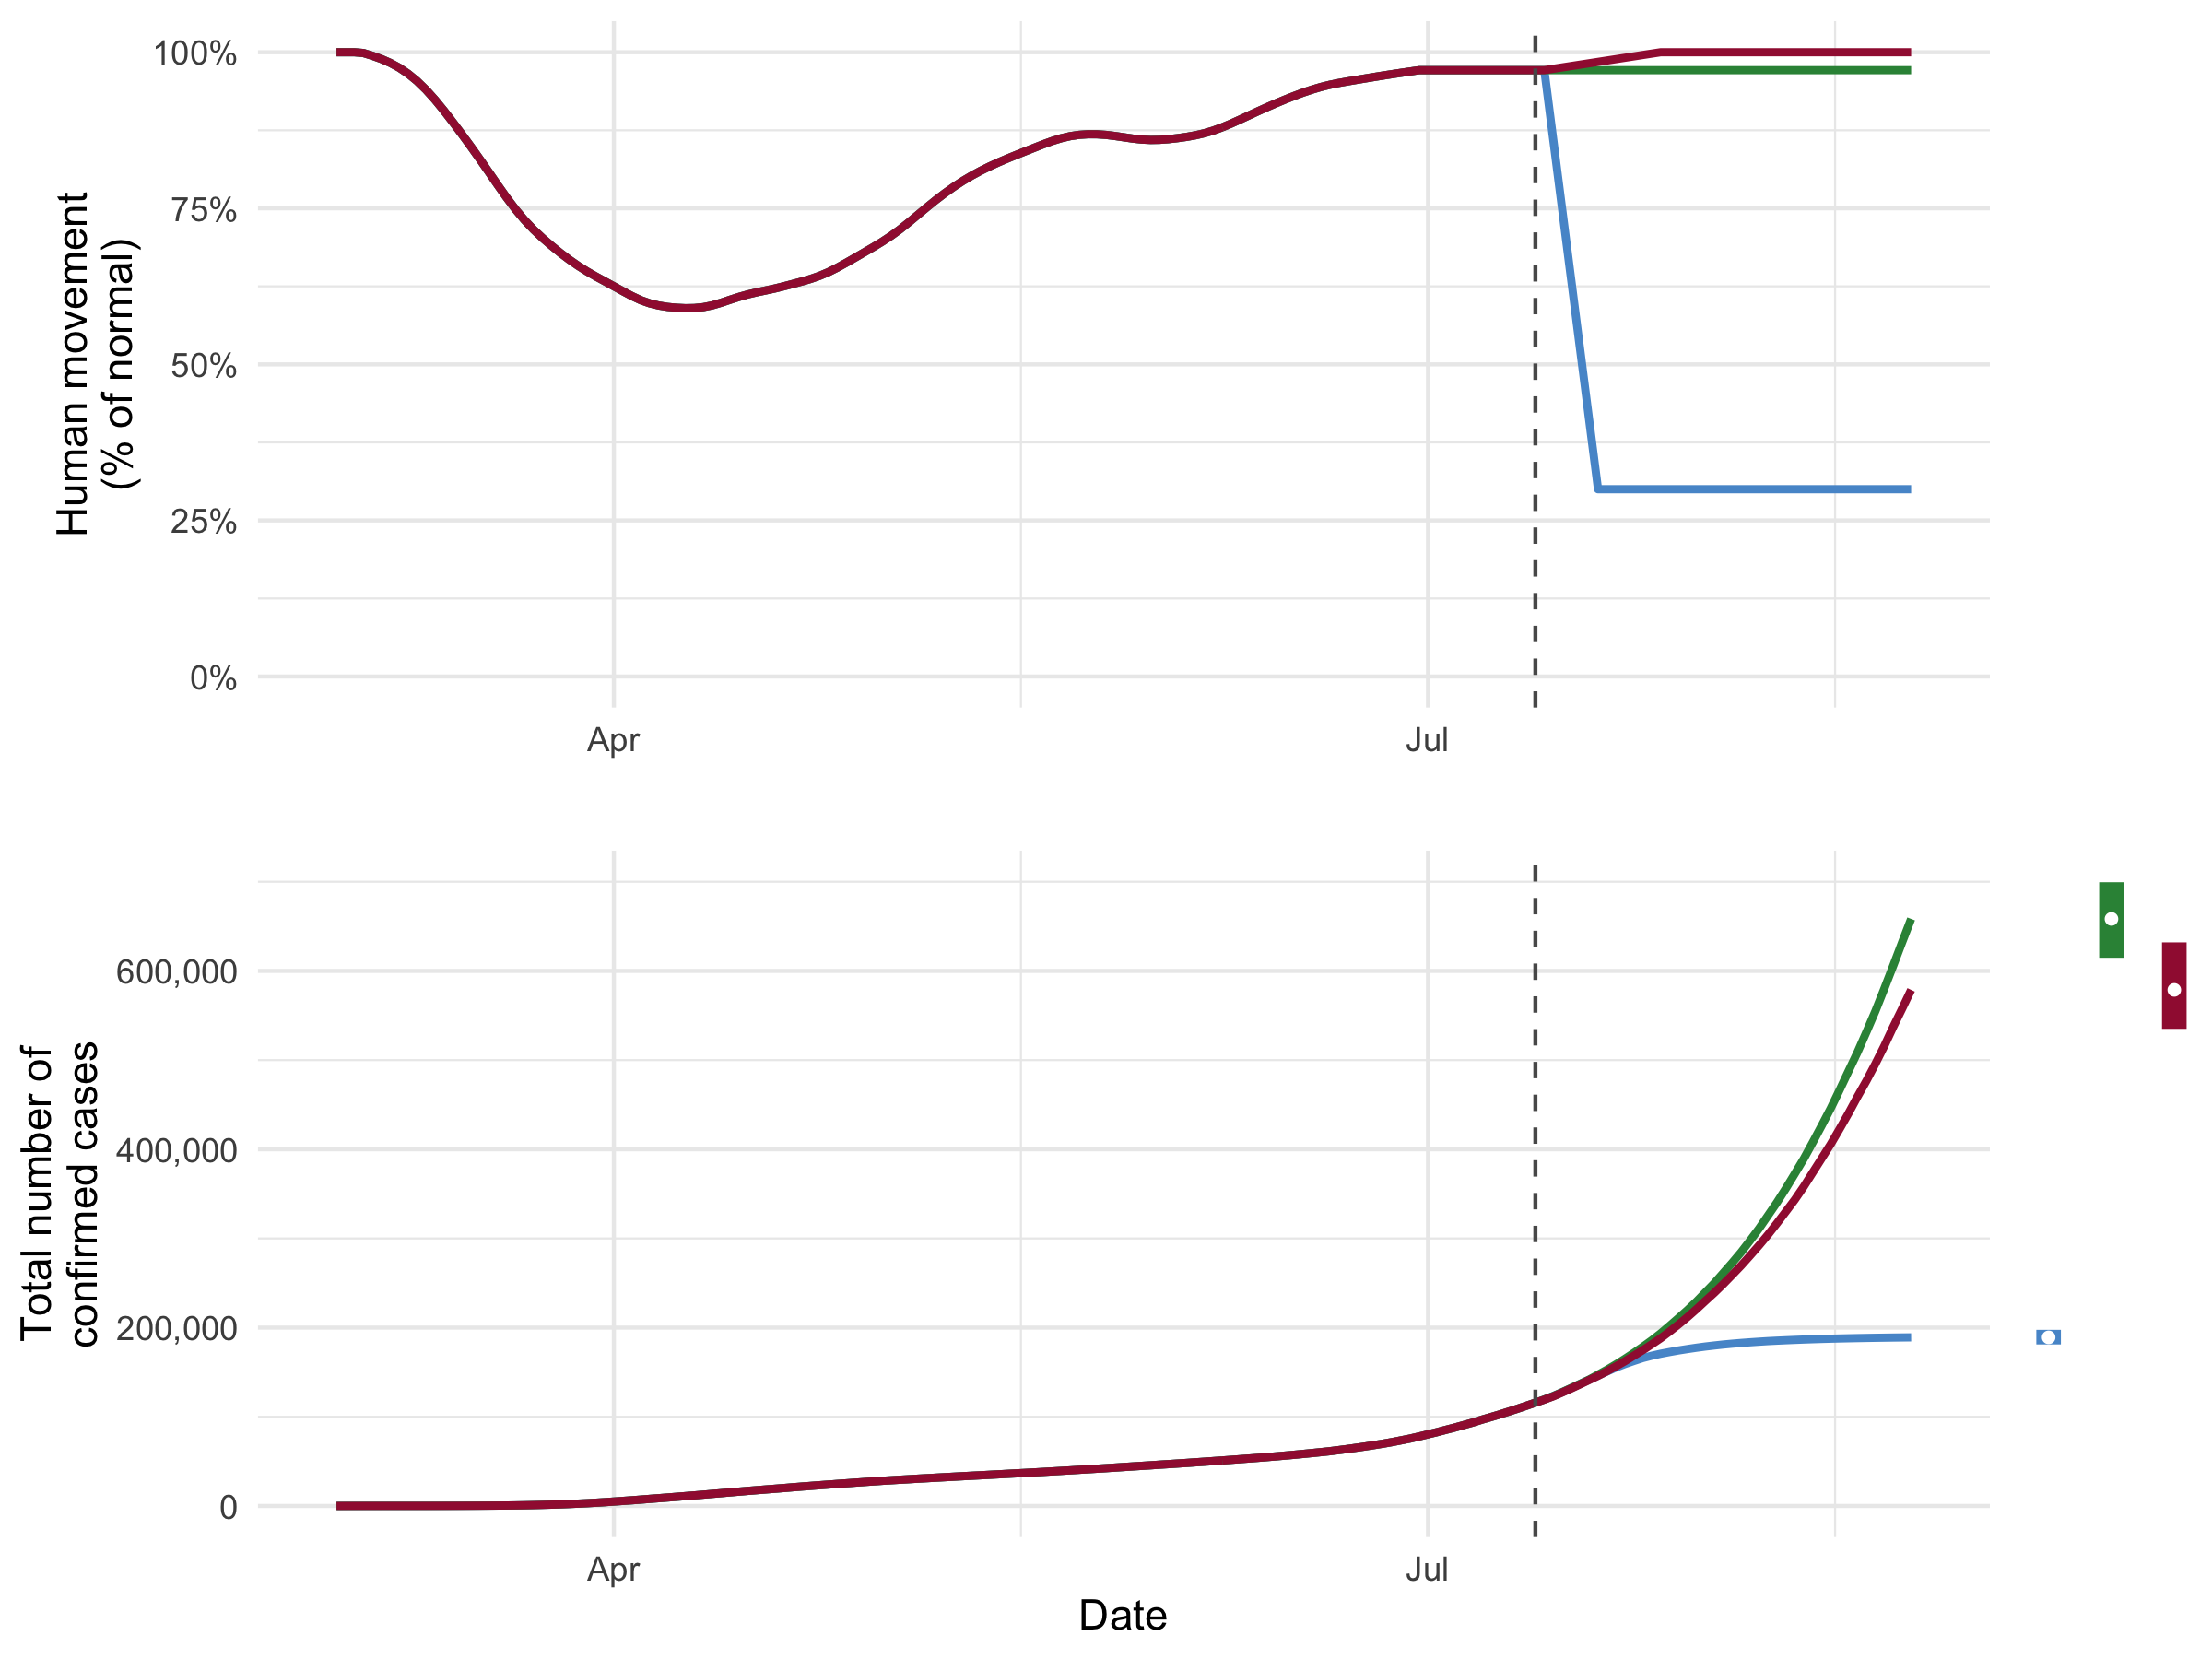 Human movement
(% of normal)
100%
75%
50%
25%
0%
Apr
Jul
Total number of
confirmed cases
600,000
400,000
200,000
0
Apr
Jul
Date